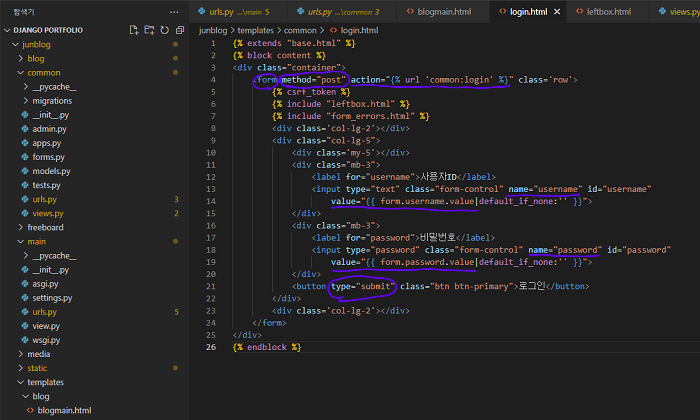 탐색기
urls.py ...\main 5
urls.py ...\common 3
blogmain.html
login.html
leftbox.html
views.py
DJANGO PORTFOLIO
junblog > templates > common > login.html
junblog
blog
common
__pycache__
migrations
__init__.py
admin.py
apps.py
forms.py
models.py
tests.py
urls.py 3
views.py 2
freeboard
main
__pycache__
__init__.py
asgi.py
settings.py
urls.py 5
view.py
wsgi.py
media
static
templates
blog
blogmain.html
1 {% extends "base.html" %}
2 {% block content %}
3 <div class="container">
4 <form method="post" action="{% url 'common:login' %}" class='row'>
5 {% csrf_token %}
6 {% include "leftbox.html" %}
7 {% include "form_errors.html" %}
8 <div class='col-lg-2'></div>
9 <div class="col-lg-5">
10 <div class='my-5'></div>
11 <div class="mb-3">
12 <label for="username">사용자ID</label>
13 <input type="text" class="form-control" name="username" id="username"
14 value="{{ form.username.value|default_if_none:'' }}">
15 </div>
16 <div class="mb-3">
17 <label for="password">비밀번호</label>
18 <input type="password" class="form-control" name="password" id="password"
19 value="{{ form.password.value|default_if_none:'' }}">
20 </div>
21 <button type="submit" class="btn btn-primary">로그인</button>
22 </div>
23 <div class='col-lg-2'></div>
24 </form>
25 </div>
26 {% endblock %}